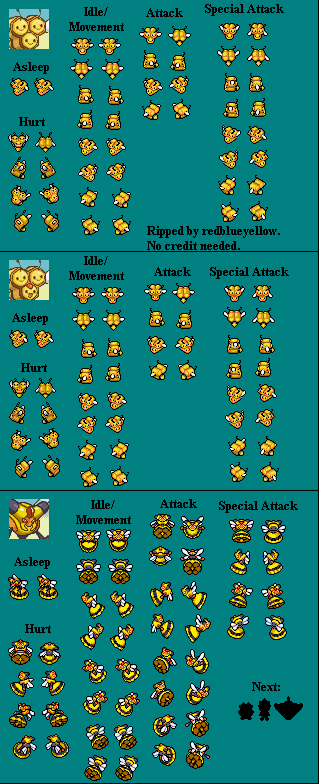 Idle/
Movement
Attack
Special Attack
Asleep
Hurt
Ripped by redblueyellow.
No credit needed.
Idle/
Movement
Attack
Special Attack
Asleep
Hurt
Idle/
Movement
Attack
Special Attack
Asleep
Hurt
Next: